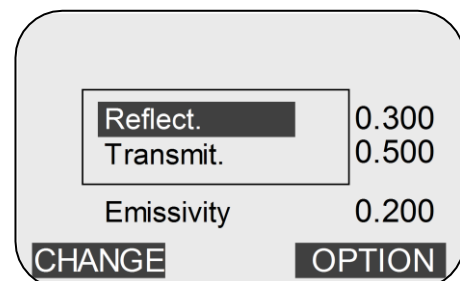 Reflect. 0.300
Transmit. 0.500
Emissivity 0.200
CHANGE OPTION